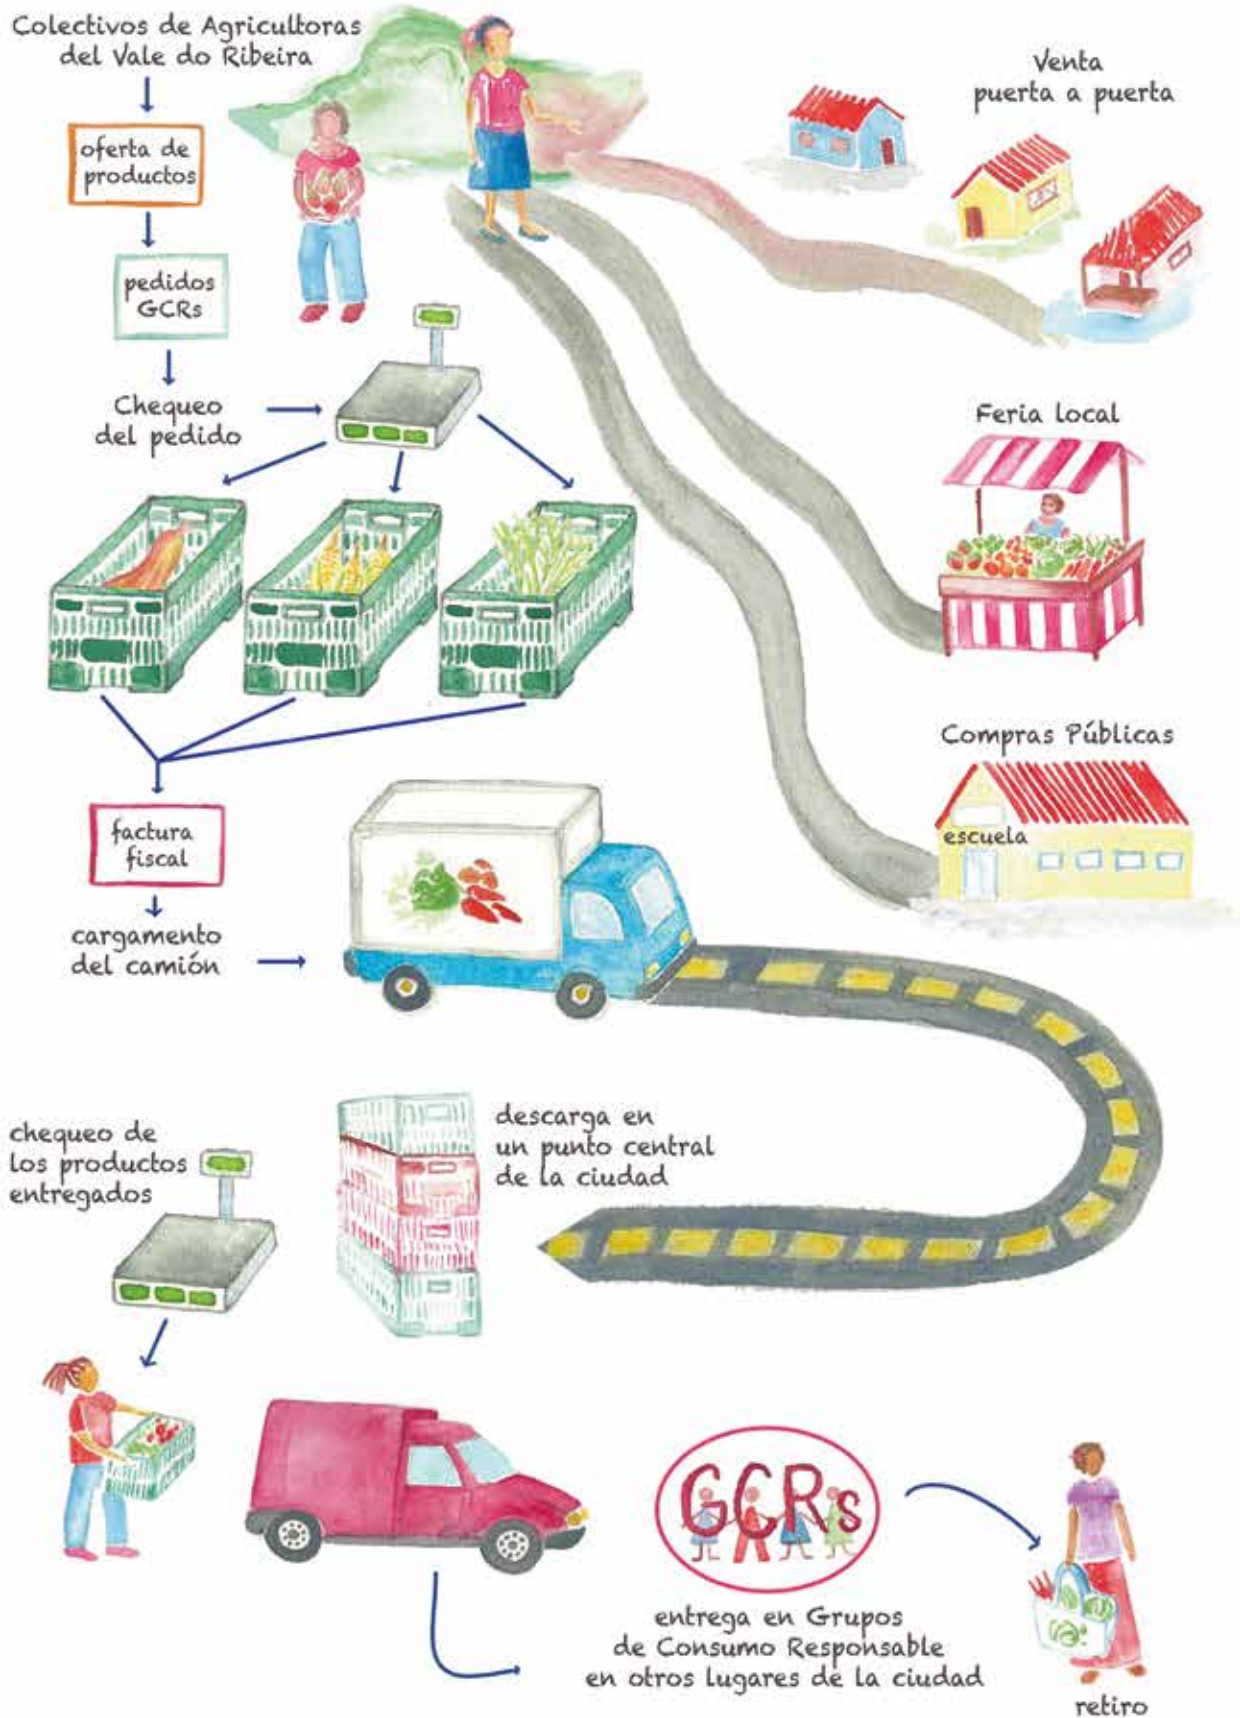 Colectivos de Agricultoras
del Vale do Ribeira
oferta de
productos
pedidos
GCRs
Chequeo
del pedido
Venta
puerta a puerta
Feria local
Compras Públicas
escuela
factura
fiscal
cargamento
del camión
descarga en
un punto central
de la ciudad
chequeo de
los productos
entregados
GCRs
entrega en Grupos
de Consumo Responsable
en otros lugares de la ciudad
retiro